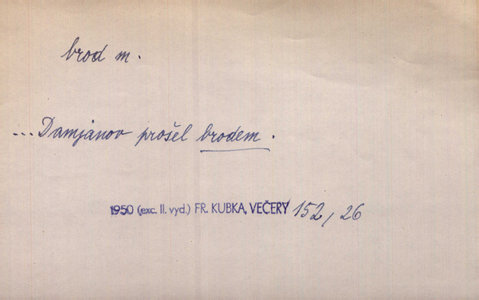 brod m.
...Damjanov prošel brodem.
1950 (exc. II. vyd.) FR. KUBKA, VEČERY 152/26